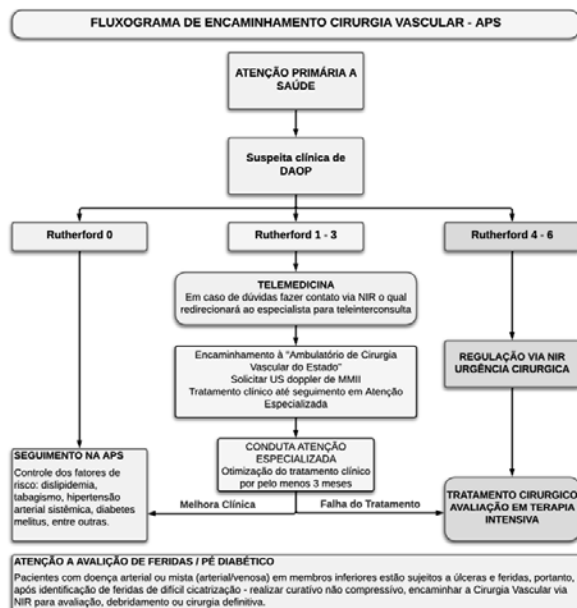 FLUXOGRAMA DE ENCAMINHAMENTO CIRURGIA VASCULAR - APS
ATENÇÃO PRIMÁRIA A
SAÚDE
Suspeita clínica de
DAOP
Rutherford 0
Rutherford 1 - 3
Rutherford 4 - 6
TELEMEDICINA
Em caso de dúvidas fazer contato via NIR o qual
redirecionará ao especialista para teleinterconsulta
Encaminhamento à "Ambulatório de Cirurgia
Vascular do Estado"
Solicitar US doppler de MMII
Tratamento clínico até seguimento em Atenção
Especializada
REGULAÇÃO VIA NIR
URGÊNCIA CIRURGICA
CONDUTA ATENÇÃO
ESPECIALIZADA
Otimização do tratamento clínico
por pelo menos 3 meses
SEGUIMENTO NA APS
Controle dos fatores de
risco: dislipidemia,
tabagismo, hipertensão
arterial sistêmica, diabetes
melitus, entre outras.
Melhora Clínica
Falha do Tratamento
TRATAMENTO CIRURGICO
AVALIAÇÃO EM TERAPIA
INTENSIVA
ATENÇÃO A AVALIÇÃO DE FERIDAS / PÉ DIABÉTICO
Pacientes com doença arterial ou mista (arterial/venosa) em membros inferiores estão sujeitos a úlceras e feridas, portanto,
após identificação de feridas de difícil cicatrização - realizar curativo não compressivo, encaminhar a Cirurgia Vascular via
NIR para avaliação, debridamento ou cirurgia definitiva.